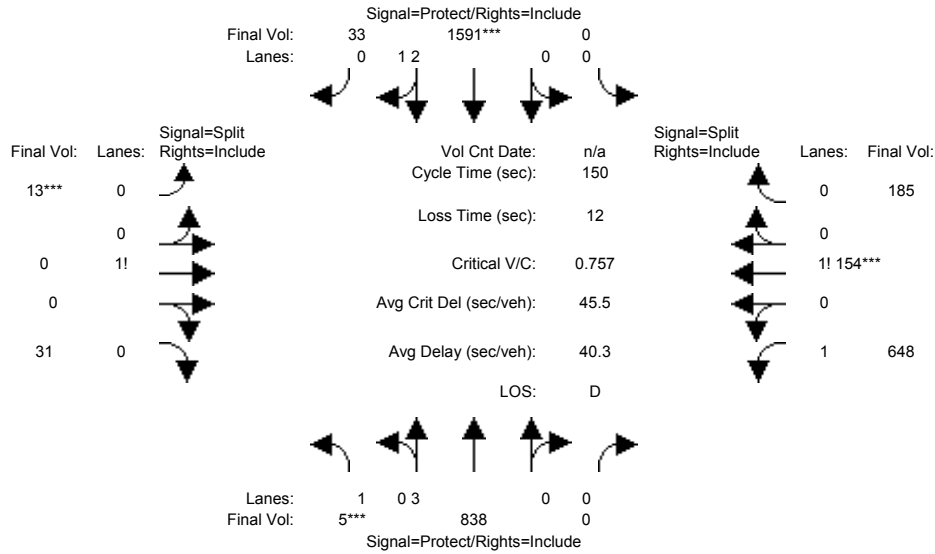 Signal=Protect/Rights=Include
Final Vol: 33 1591*** 0
Lanes: 0 1 2 0 0
Signal=Split Signal=Split
Final Vol: Lanes: Rights=Include Vol Cnt Date: n/a Rights=Include Lanes: Final Vol:
Cycle Time (sec): 150
13*** 0 0 185
Loss Time (sec): 12
0 0
0 1! Critical V/C: 0.757 1! 154***
0 0 Avg Crit Del (sec/veh): 45.5 0
31 0 Avg Delay (sec/veh): 40.3 1 648
LOS: D
Lanes: 1 0 3 0 0
Final Vol: 5*** 838 0
Signal=Protect/Rights=Include